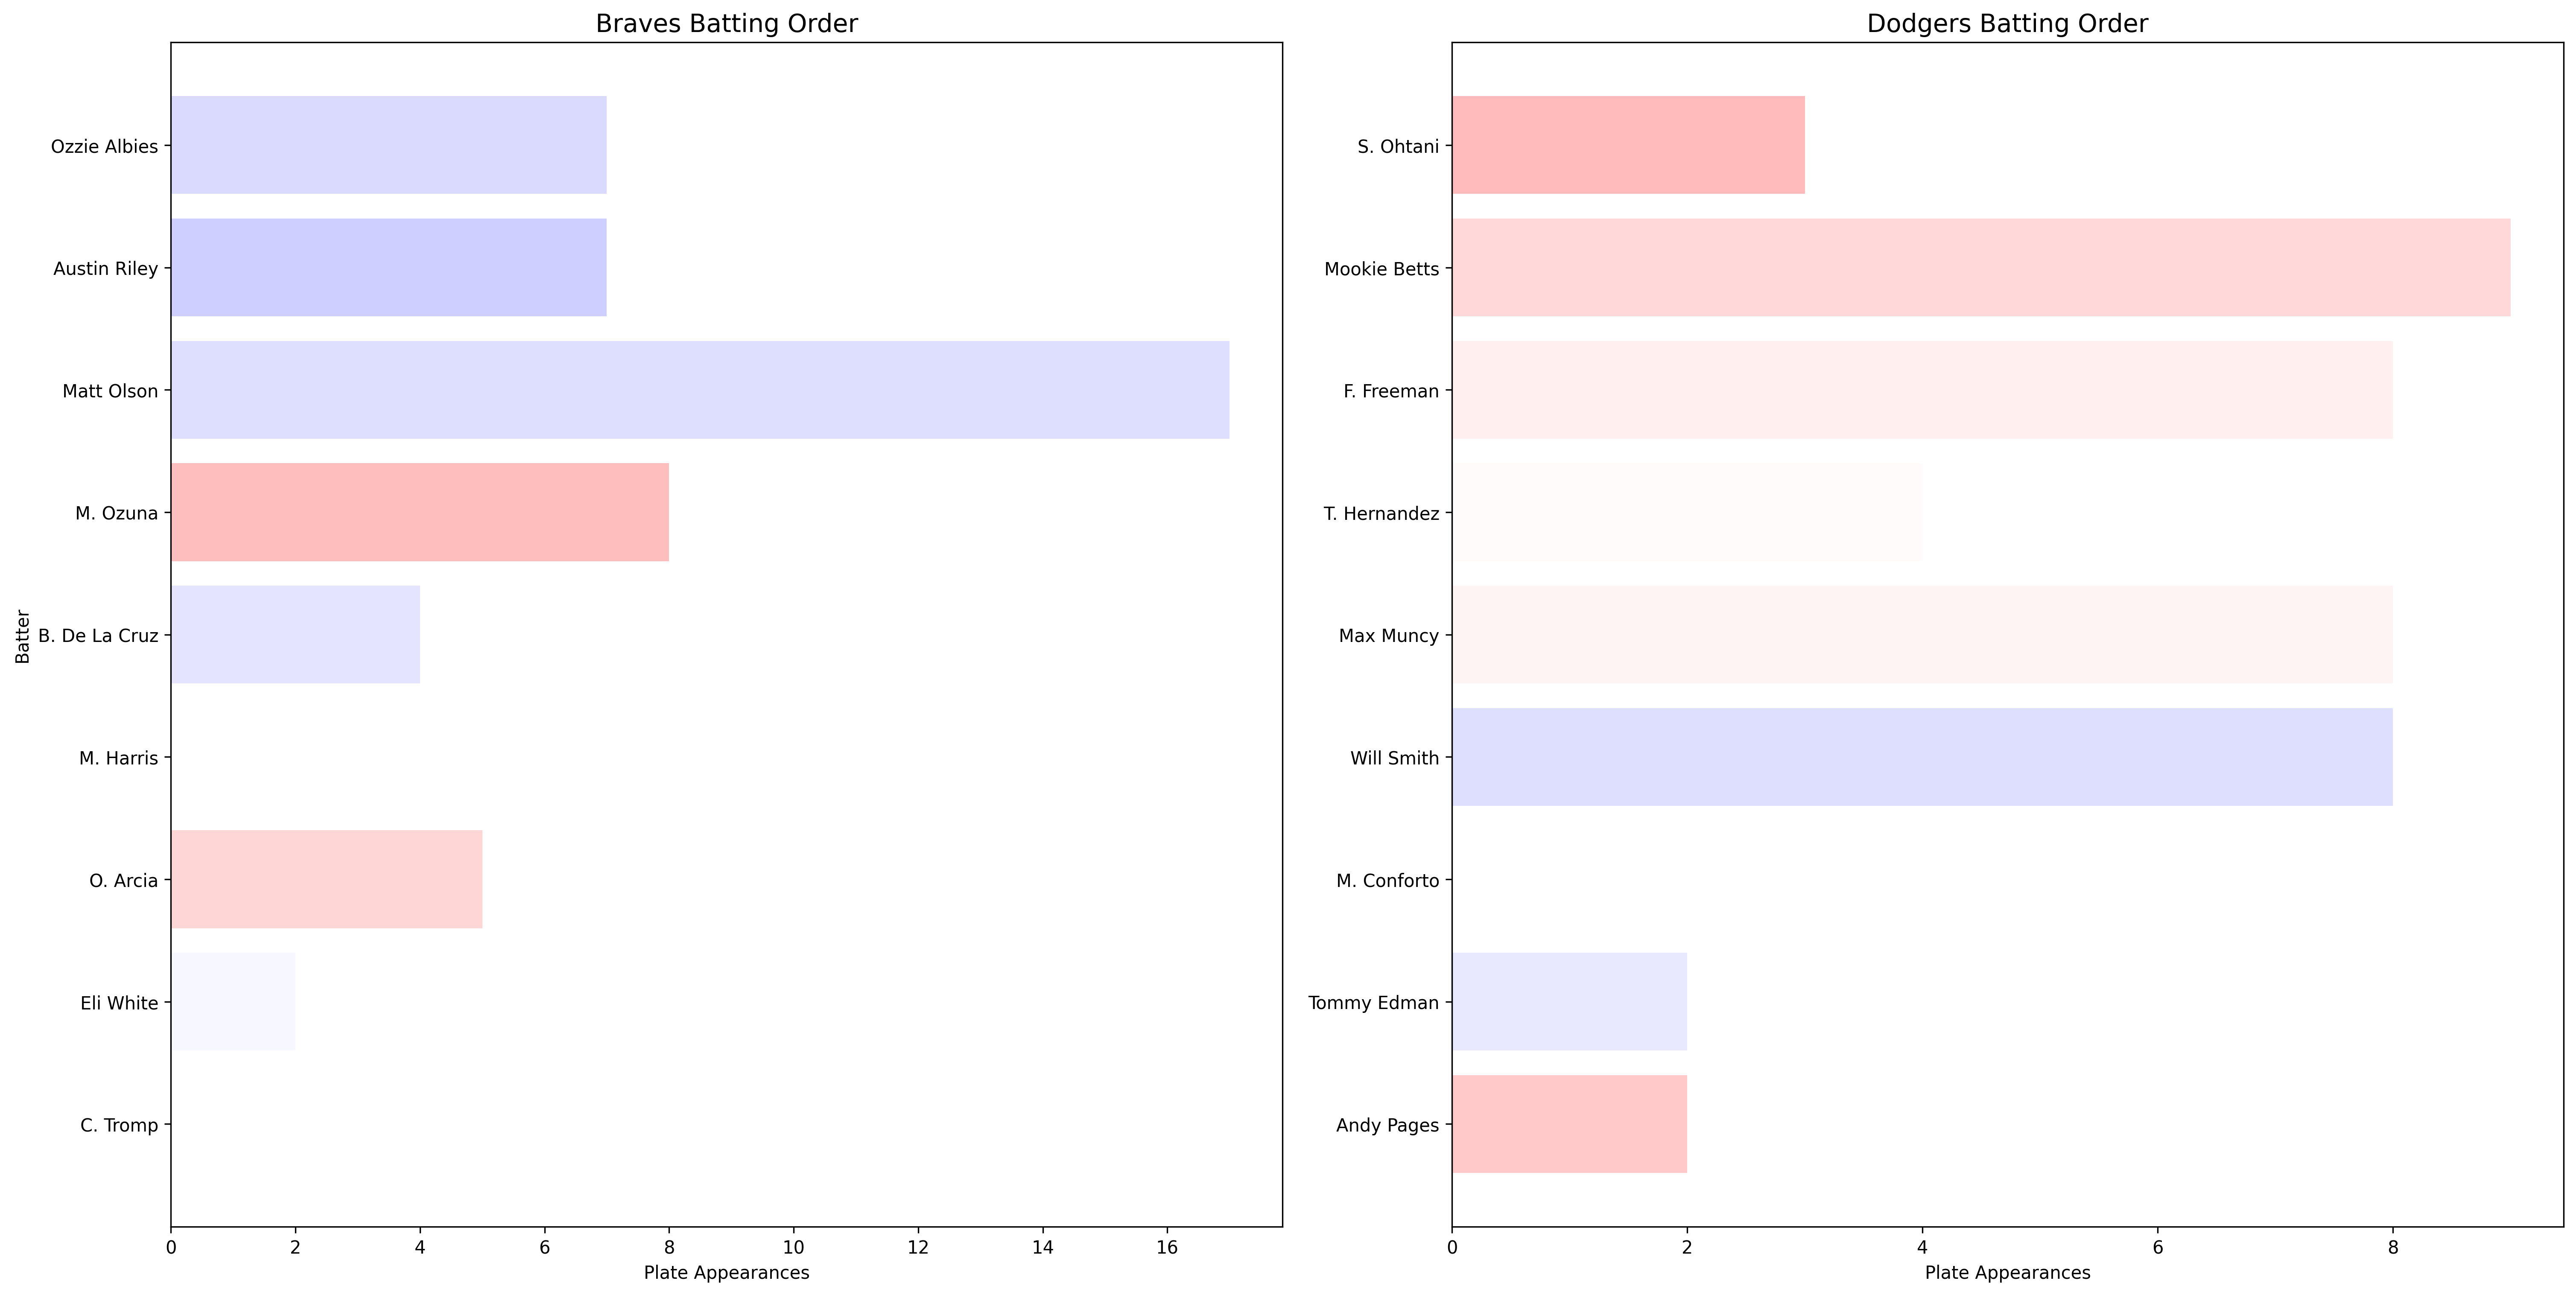 Braves Batting Order
Batter
Ozzie Albies
Austin Riley
Matt Olson
M. Ozuna
B. De La Cruz
M. Harris
O. Arcia
Eli White
C. Tromp
0 2 4 6 8 10 12 14 16
Plate Appearances
Dodgers Batting Order
S. Ohtani
Mookie Betts
F. Freeman
T. Hernandez
Max Muncy
Will Smith
M. Conforto
Tommy Edman
Andy Pages
0 2 4 6 8
Plate Appearances